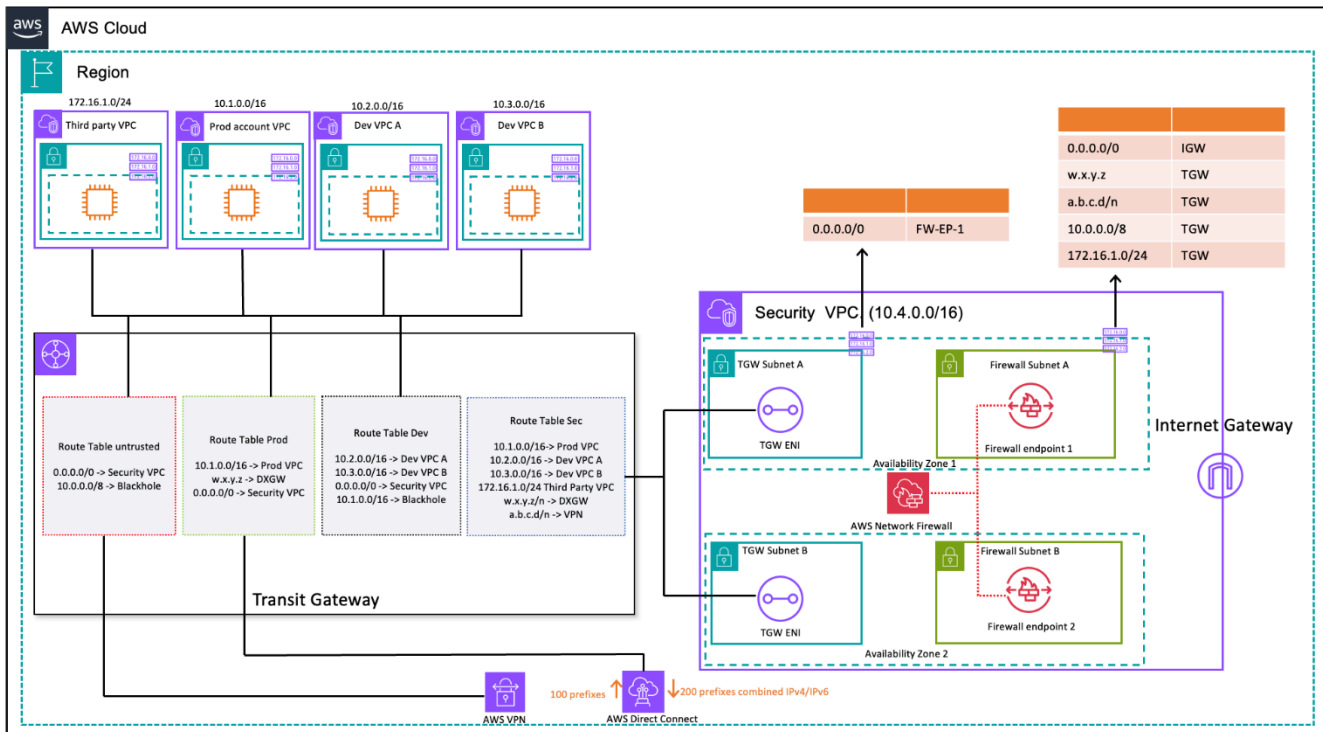 aws
AWS Cloud
Region
172.16.1.0/24
10.1.0.0/16
10.2.0.0/16
10.3.0.0/16
Third party VPC
Prod account VPC
Dev VPC A
Dev VPC B
0.0.0.0/0 IGW
w.x.y.z TGW
a.b.c.d/n TGW
10.0.0.0/8 TGW
172.16.1.0/24 TGW
0.0.0.0/0 FW-EP-1
Security VPC. (10.4.0.0/16)
TGW Subnet A
TGW ENI
Firewall Subnet A
Firewall endpoint 1
Availability Zone 1
Internet Gateway
AWS Network Firewall
TGW Subnet B
TGW ENI
Firewall Subnet B
Firewall endpoint 2
Availability Zone 2
Route Table untrusted
0.0.0.0/0 -> Security VPC
10.0.0.0/8 -> Blackhole
Route Table Prod
10.1.0.0/16 -> Prod VPC
w.x.y.z -> DXGW
0.0.0.0/0 -> Security VPC
Route Table Dev
10.2.0.0/16 -> Dev VPC A
10.3.0.0/16 -> Dev VPC B
0.0.0.0/0 -> Security VPC
10.1.0.0/16 -> Blackhole
Route Table Sec
10.1.0.0/16-> Prod VPC
10.2.0.0/16 -> Dev VPC A
10.3.0.0/16 -> Dev VPC B
172.16.1.0/24 Third Party VPC
w.x.y.z/n -> DXGW
a.b.c.d/n -> VPN
Transit Gateway
AWS VPN
100 prefixes
200 prefixes combined IPv4/IPv6
AWS Direct Connect